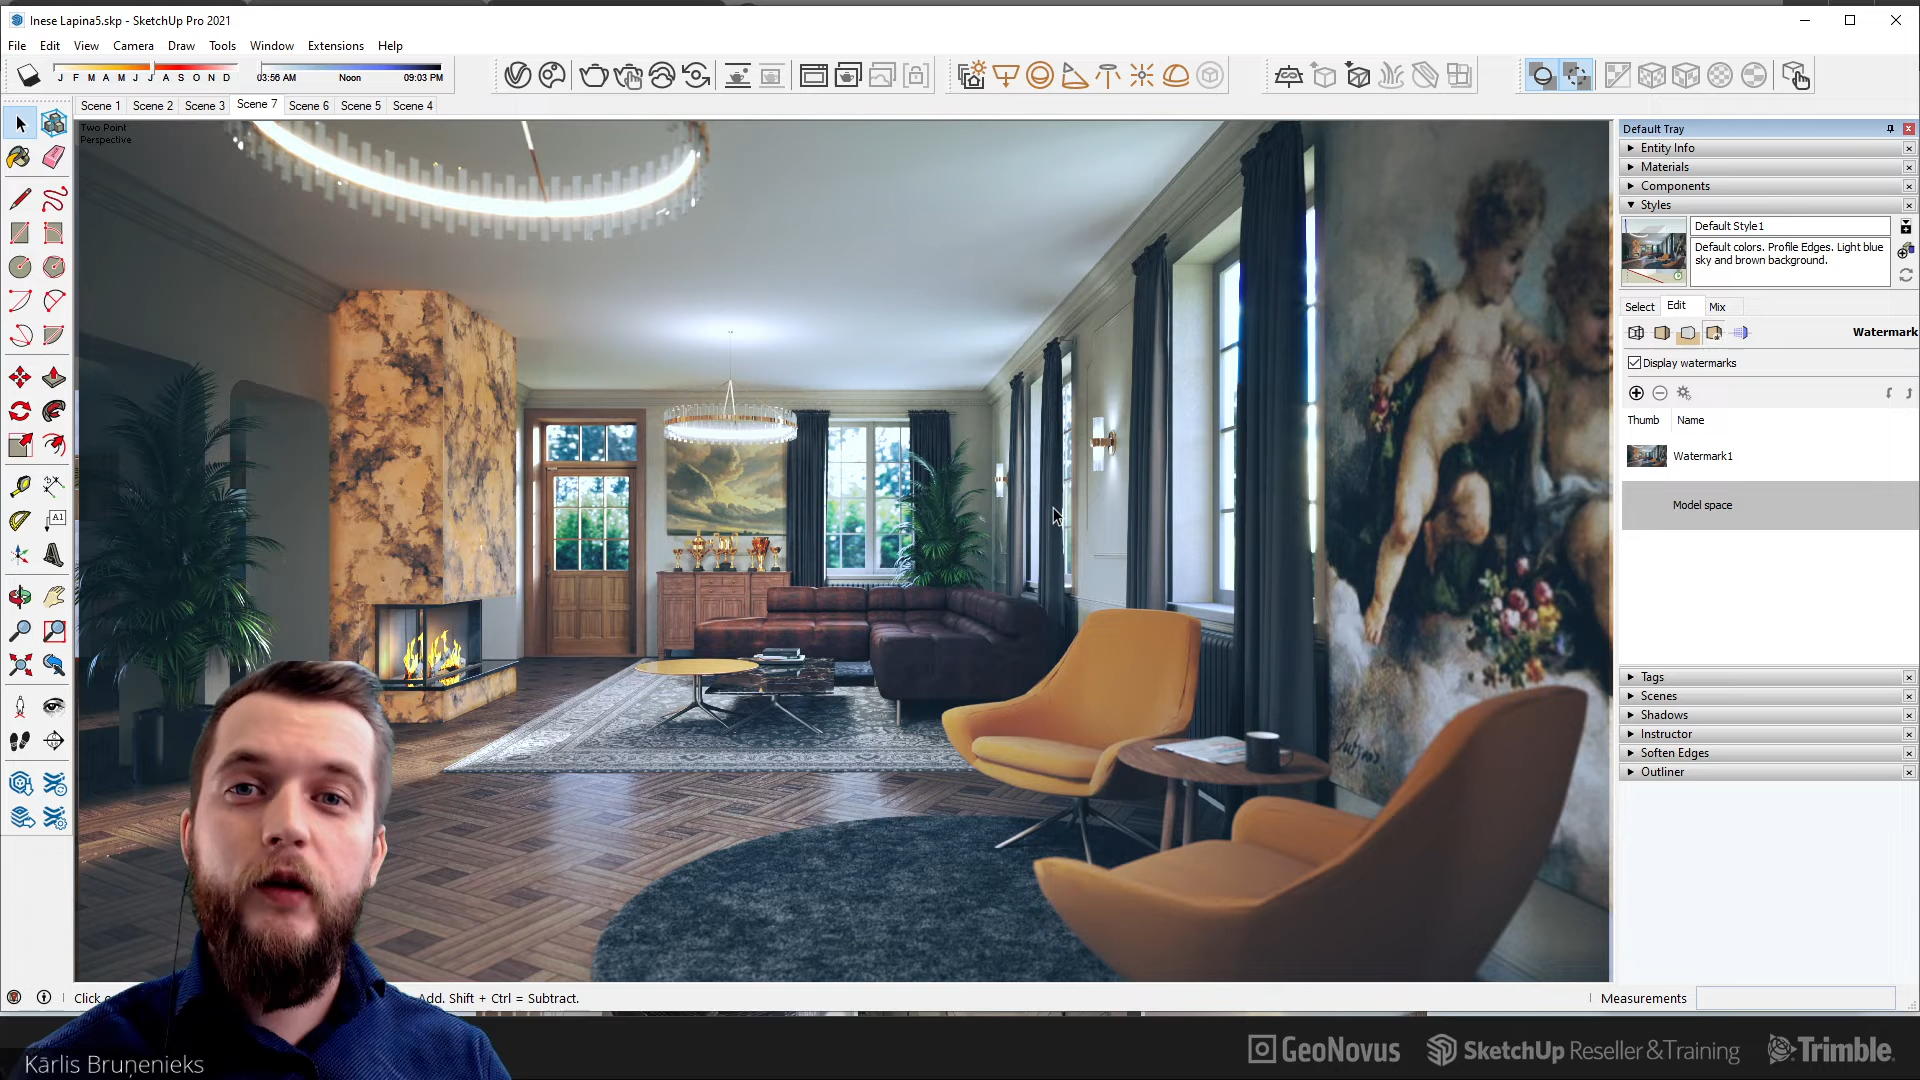 Inese Lapina5.skp - SketchUp Pro 2021
File Edit View Camera Draw Tools Window Extensions Help
J F M A M J J A S O N D
03:56 AM Noon 09:03 PM
Scene 1 Scene 2 Scene 3 Scene 7 Scene 6 Scene 5 Scene 4
Two Point
Perspective
A1
Default Tray
Entity Info
Materials
Components
Styles
Default Style1
Default colors. Profile Edges. Light blue
sky and brown background.
Select Edit Mix
Watermark
Display watermarks
Thumb Name
Watermark1
Model space
Tags
Scenes
Shadows
Instructor
Soften Edges
Outliner
Click
Add. Shift + Ctrl = Subtract.
Measurements
Kārlis Bruņenieks
GeoNovus
SketchUp Reseller & Training
Trimble.